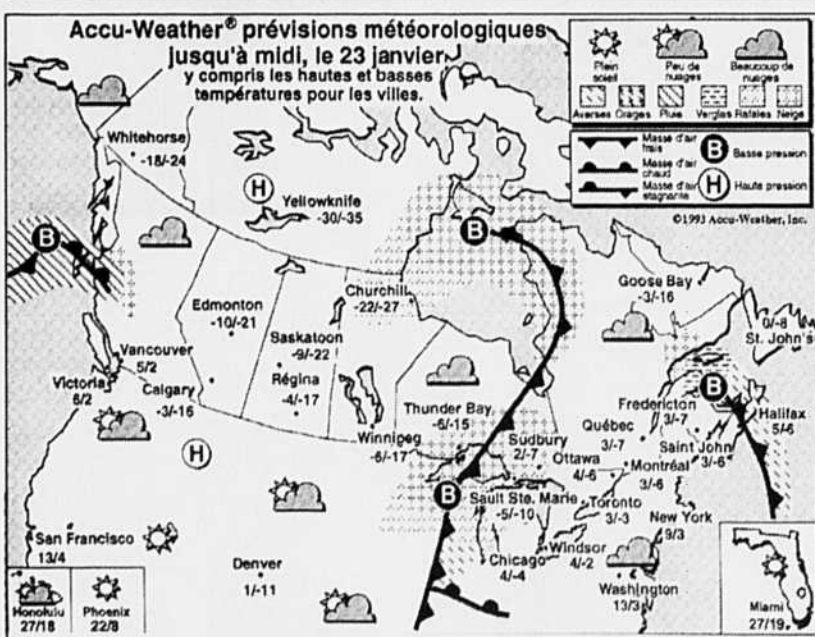 Accu-Weather® prévisions météorologiques
jusqu'à midi, le 23 janvier
y compris les hautes et basses
températures pour les villes.
Plein soleil
Peu de nuages
Beaucoup de nuages
Averses Orages Pluie Verglas Rafales Neige
Masse d'air frais
Masse d'air chaud
Masse d'air stagnante
B Basse pression
H Haute pression
©1993 Accu-Weather, Inc.
Whitehorse
-18/-24
H
Yellowknife
-30/-35
B
B
Churchill
-22/-27
Goose Bay
-3/-16
Edmonton
-10/-21
Saskatoon
-9/-22
0/-8
St. John's
Vancouver
5/2
Victoria
6/2
Calgary
-3/-16
Régina
-4/-17
Winnipeg
-6/-17
Thunder Bay
-6/-15
B
Fredericton
3/-7
Halifax
5/-6
Québec
3/-7
Saint John
3/-6
Sudbury
2/-7
Ottawa
4/-6
Montréal
3/-6
H
B
Sault Ste. Marie
-5/-10
Toronto
3/-3
New York
9/3
San Francisco
13/4
Chicago
4/-4
Windsor
4/-2
Denver
1/-11
Washington
13/3
Honolulu
27/18
Phoenix
22/8
Miami
27/19